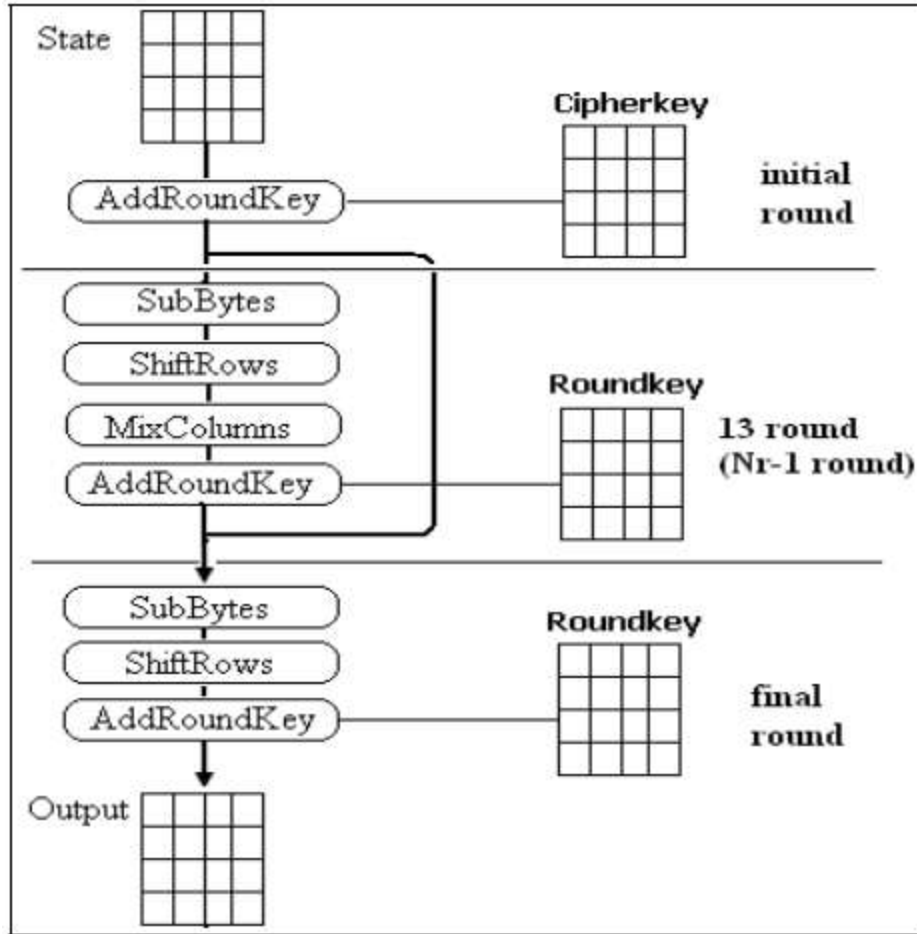 State
Cipherkey
initial
round
AddRoundKey
SubBytes
ShiftRows
MixColumns
AddRoundKey
Roundkey
13 round
(Nr-1 round)
SubBytes
ShiftRows
AddRoundKey
Roundkey
final
round
Output